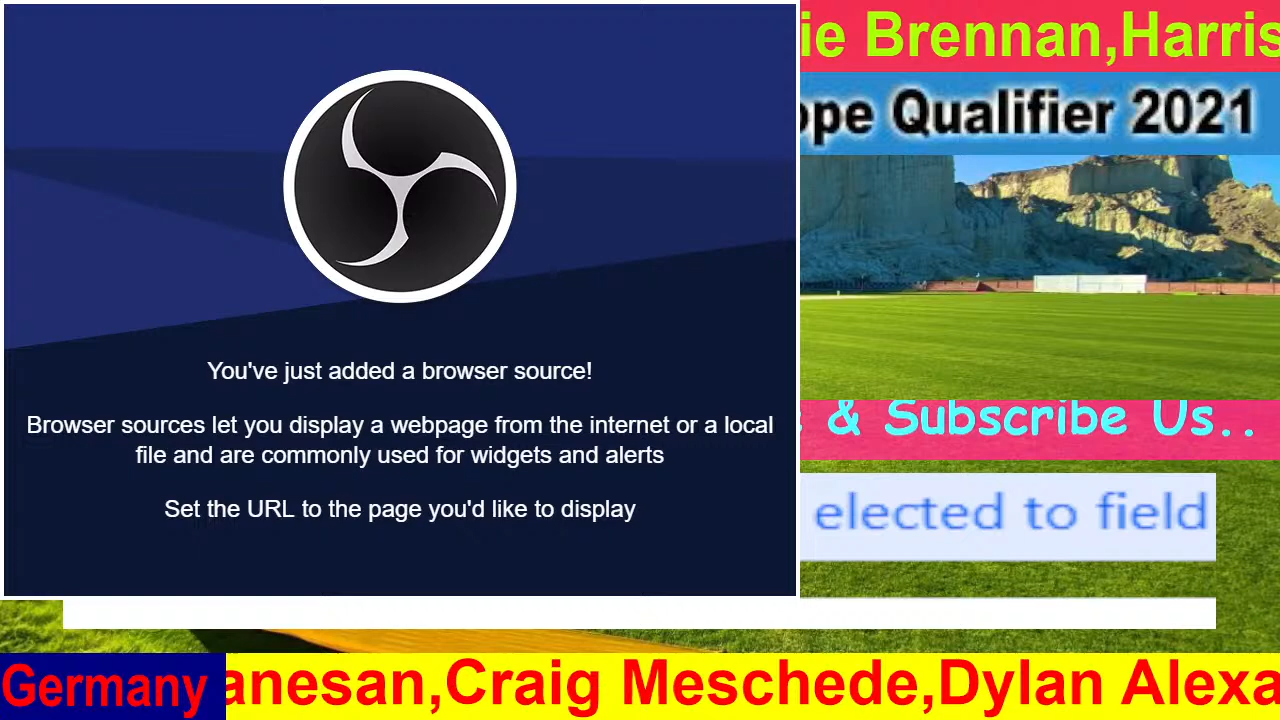 ie Brennan,Harris
ope Qualifier 2021
You've just added a browser source!
Browser sources let you display a webpage from the internet or a local
file and are commonly used for widgets and alerts
Set the URL to the page you'd like to display
& Subscribe Us..
elected to field
Germany anesan,Craig Meschede,Dylan Alexa